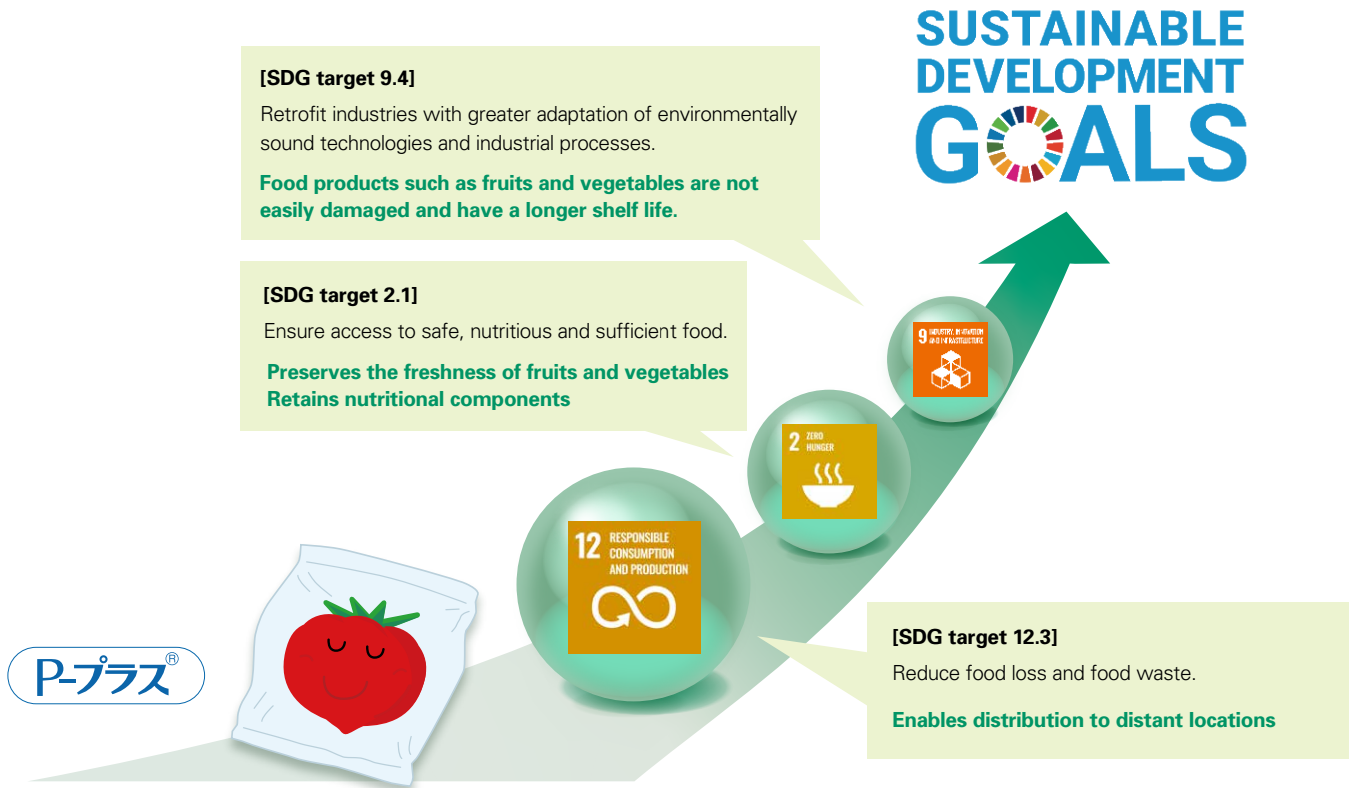 SUSTAINABLE
DEVELOPMENT
GOALS
[SDG target 9.4]
Retrofit industries with greater adaptation of environmentally
sound technologies and industrial processes.
Food products such as fruits and vegetables are not
easily damaged and have a longer shelf life.
[SDG target 2.1]
Ensure access to safe, nutritious and sufficient food.
Preserves the freshness of fruits and vegetables
Retains nutritional components
9 INDUSTRY, INNOVATION
AND INFRASTRUCTURE
2 ZERO
HUNGER
12 RESPONSIBLE
CONSUMPTION
AND PRODUCTION
P-プラス®
[SDG target 12.3]
Reduce food loss and food waste.
Enables distribution to distant locations